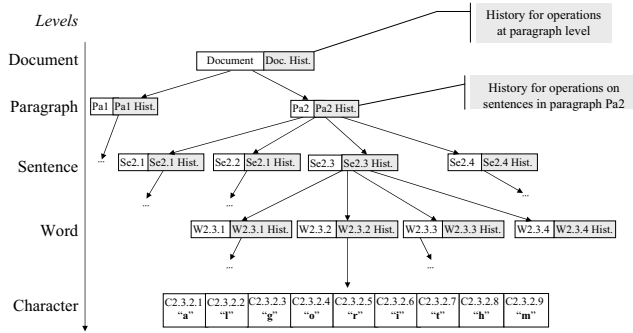 Levels
History for operations
at paragraph level
Document
Document Doc. Hist.
Paragraph
Pa1 Pa1 Hist. Pa2 Pa2 Hist.
History for operations on
sentences in paragraph Pa2
...
Sentence
Se2.1 Se2.1 Hist. Se2.2 Se2.1 Hist. Se2.3 Se2.3 Hist. Se2.4 Se2.4 Hist.
... ... ...
Word
W2.3.1 W2.3.1 Hist. W2.3.2 W2.3.2 Hist. W2.3.3 W2.3.3 Hist. W2.3.4 W2.3.4 Hist.
... ...
Character
C2.3.2.1 C2.3.2.2 C2.3.2.3 C2.3.2.4 C2.3.2.5 C2.3.2.6 C2.3.2.7 C2.3.2.8 C2.3.2.9
“a” “l” “g” “o” “r” “i” “t” “h” “m”